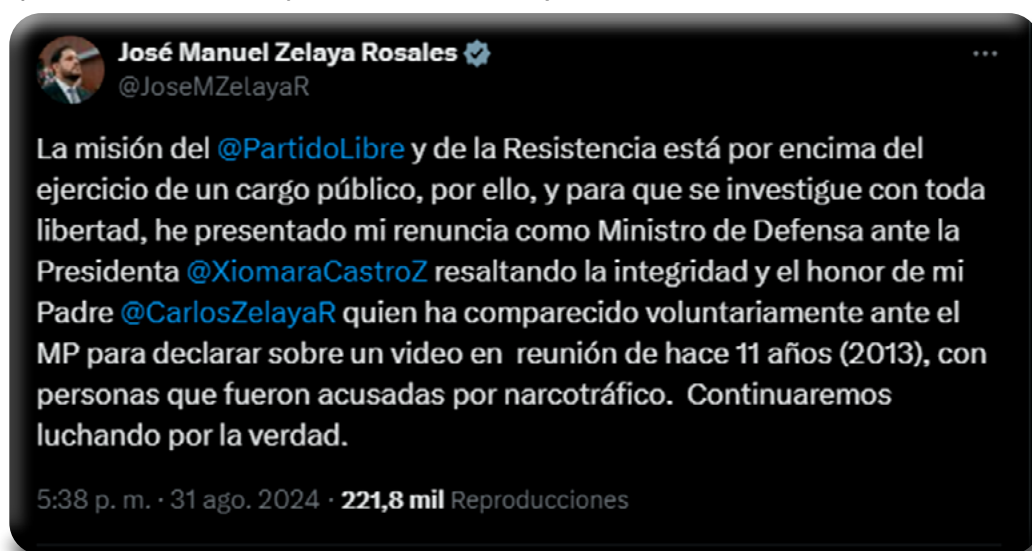 José Manuel Zelaya Rosales
@JoseMZelayaR
La misión del @PartidoLibre y de la Resistencia está por encima del
ejercicio de un cargo público, por ello, y para que se investigue con toda
libertad, he presentado mi renuncia como Ministro de Defensa ante la
Presidenta @XiomaraCastroZ resaltando la integridad y el honor de mi
Padre @CarlosZelayaR quien ha comparecido voluntariamente ante el
MP para declarar sobre un video en  reunión de hace 11 años (2013), con
personas que fueron acusadas por narcotráfico.  Continuaremos
luchando por la verdad.
5:38 p. m. · 31 ago. 2024 · 221,8 mil Reproducciones